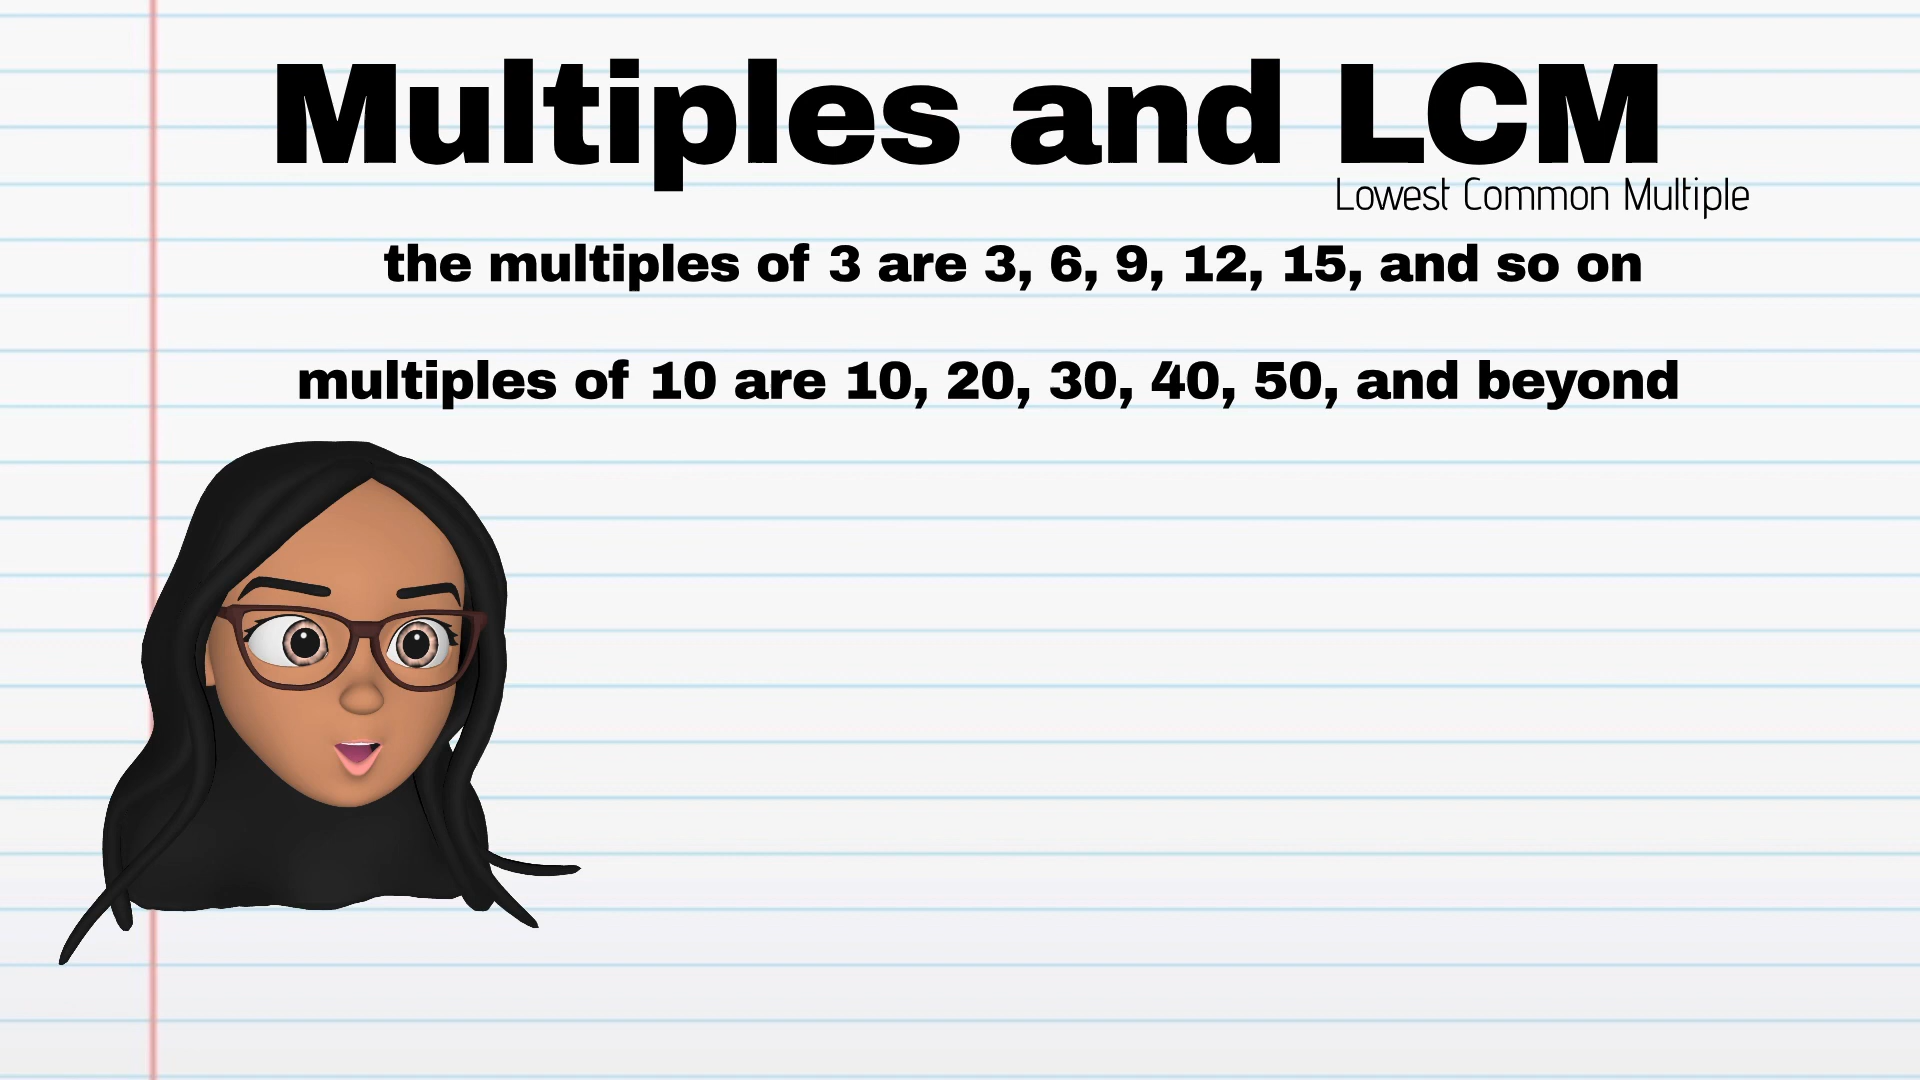 Multiples and LCM
Lowest Common Multiple
the multiples of 3 are 3, 6, 9, 12, 15, and so on
multiples of 10 are 10, 20, 30, 40, 50, and beyond